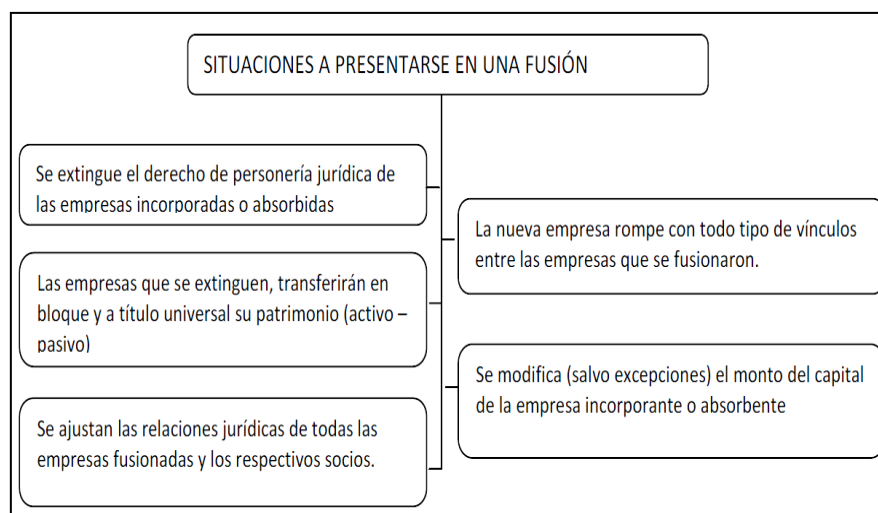 SITUACIONES A PRESENTARSE EN UNA FUSIÓN
Se extingue el derecho de personería jurídica de
las empresas incorporadas o absorbidas
La nueva empresa rompe con todo tipo de vínculos
entre las empresas que se fusionaron.
Las empresas que se extinguen, transferirán en
bloque y a título universal su patrimonio (activo –
pasivo)
Se modifica (salvo excepciones) el monto del capital
de la empresa incorporante o absorbente
Se ajustan las relaciones jurídicas de todas las
empresas fusionadas y los respectivos socios.